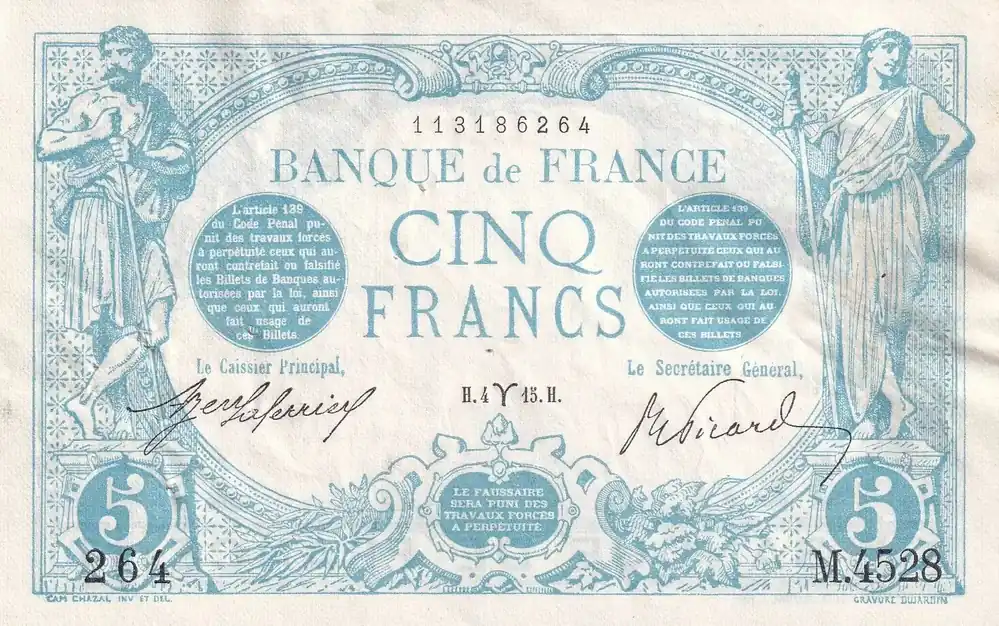 113186264
BANQUE de FRANCE
CINQ
FRANCS
L'article 139
du Code Pénal pu-
nit des travaux forcés
à perpétuité ceux qui au-
ront contrefait ou falsifié
les Billets de Banques au-
torisées par la loi, ainsi
que ceux qui auront
fait usage de
ces Billets.
L'ARTICLE 139
DU CODE PÉNAL PU
NIT DES TRAVAUX FORCÉS
A PERPÉTUITÉ CEUX QUI AU
RONT CONTREFAIT OU FALSI
FIÉ LES BILLETS DE BANQUES
AUTORISÉES PAR LA LOI,
AINSI QUE CEUX QUI AU
RONT FAIT USAGE DE
CES BILLETS
Le Caissier Principal,
Le Secrétaire Général,
H.4 ♈ 15.H.
Picard
LE FAUSSAIRE
SERA PUNI DES
TRAVAUX FORCÉS
A PERPÉTUITÉ
5
5
264
M.4528
CAM CHAZAL INV ET DEL.
GRAVURE DUJARDIN